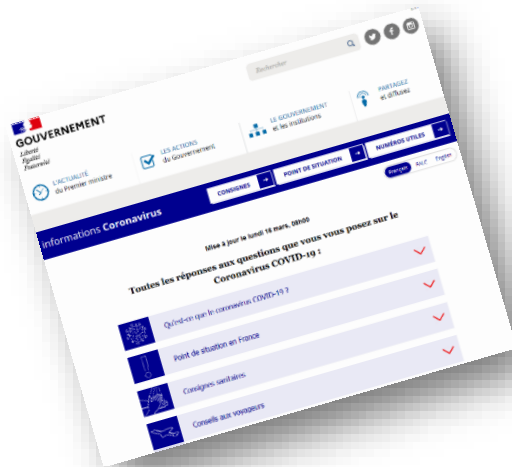 Rechercher
GOUVERNEMENT
Liberté
Égalité
Fraternité
L'ACTUALITÉ
du Premier ministre
LES ACTIONS
du Gouvernement
LE GOUVERNEMENT
et les institutions
PARTAGEZ
et diffusez
Informations Coronavirus
CONSIGNES
POINT DE SITUATION
NUMÉROS UTILES
Français
FALC
English
Mise à jour le lundi 16 mars, 08h00
Toutes les réponses aux questions que vous vous posez sur le
Coronavirus COVID-19 :
Qu'est-ce que le coronavirus COVID-19 ?
Point de situation en France
Consignes sanitaires
Conseils aux voyageurs